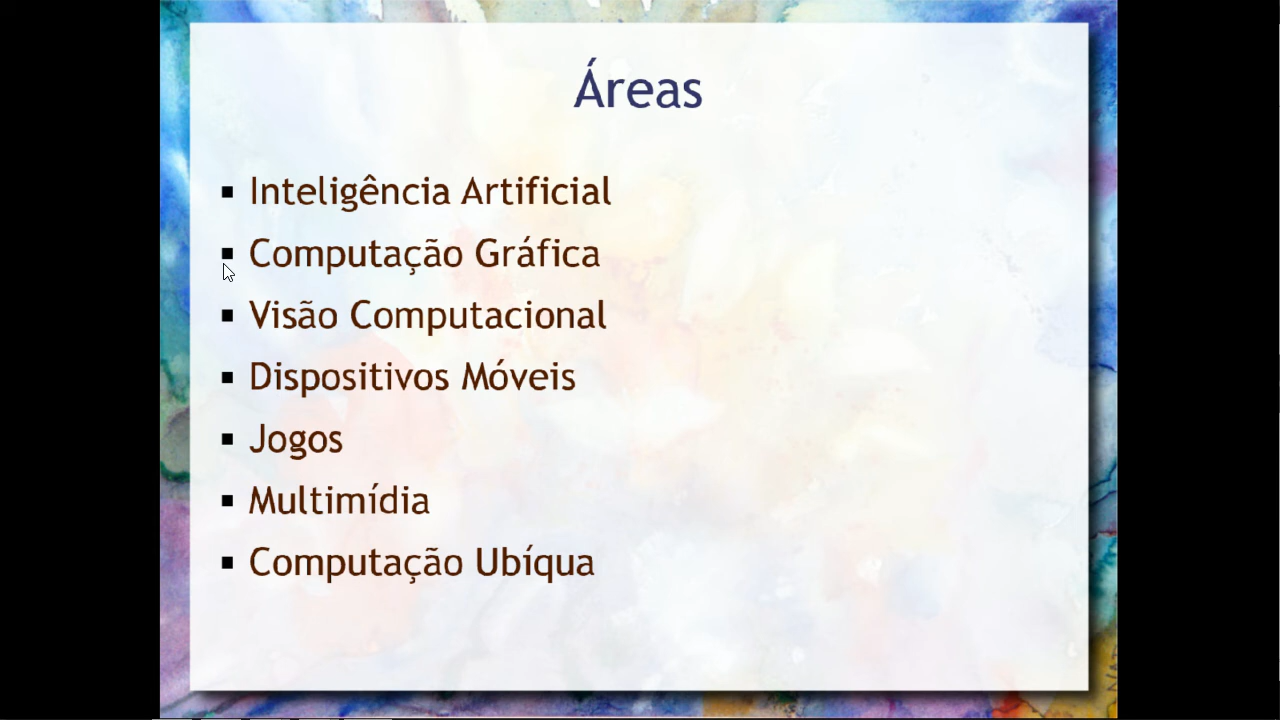 Áreas
Inteligência Artificial
Computação Gráfica
Visão Computacional
Dispositivos Móveis
Jogos
Multimídia
Computação Ubíqua